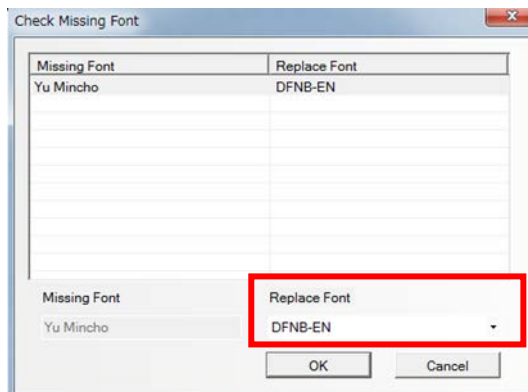 Check Missing Font
Missing Font Replace Font
Yu Mincho DFNB-EN
Missing Font Replace Font
Yu Mincho DFNB-EN
OK Cancel